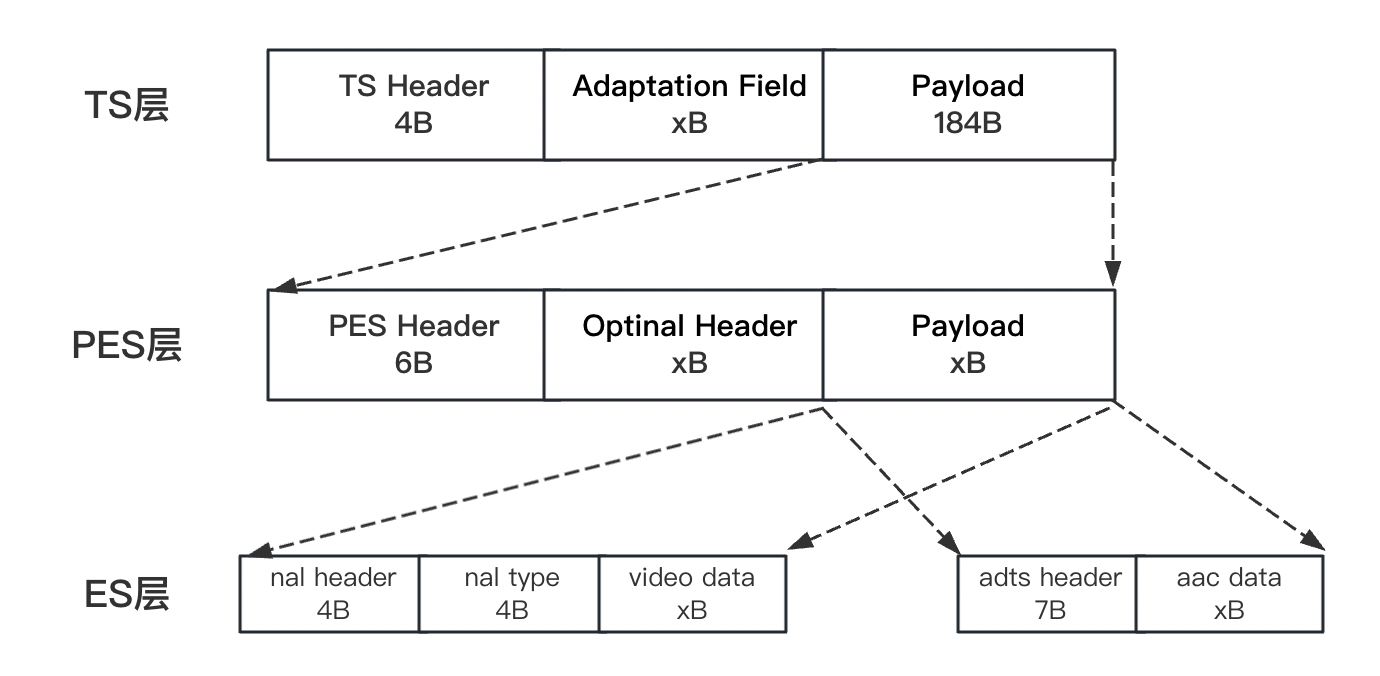 TS层
TS Header
4B
Adaptation Field
xB
Payload
184B
PES层
PES Header
6B
Optinal Header
xB
Payload
xB
ES层
nal header
4B
nal type
4B
video data
xB
adts header
7B
aac data
xB